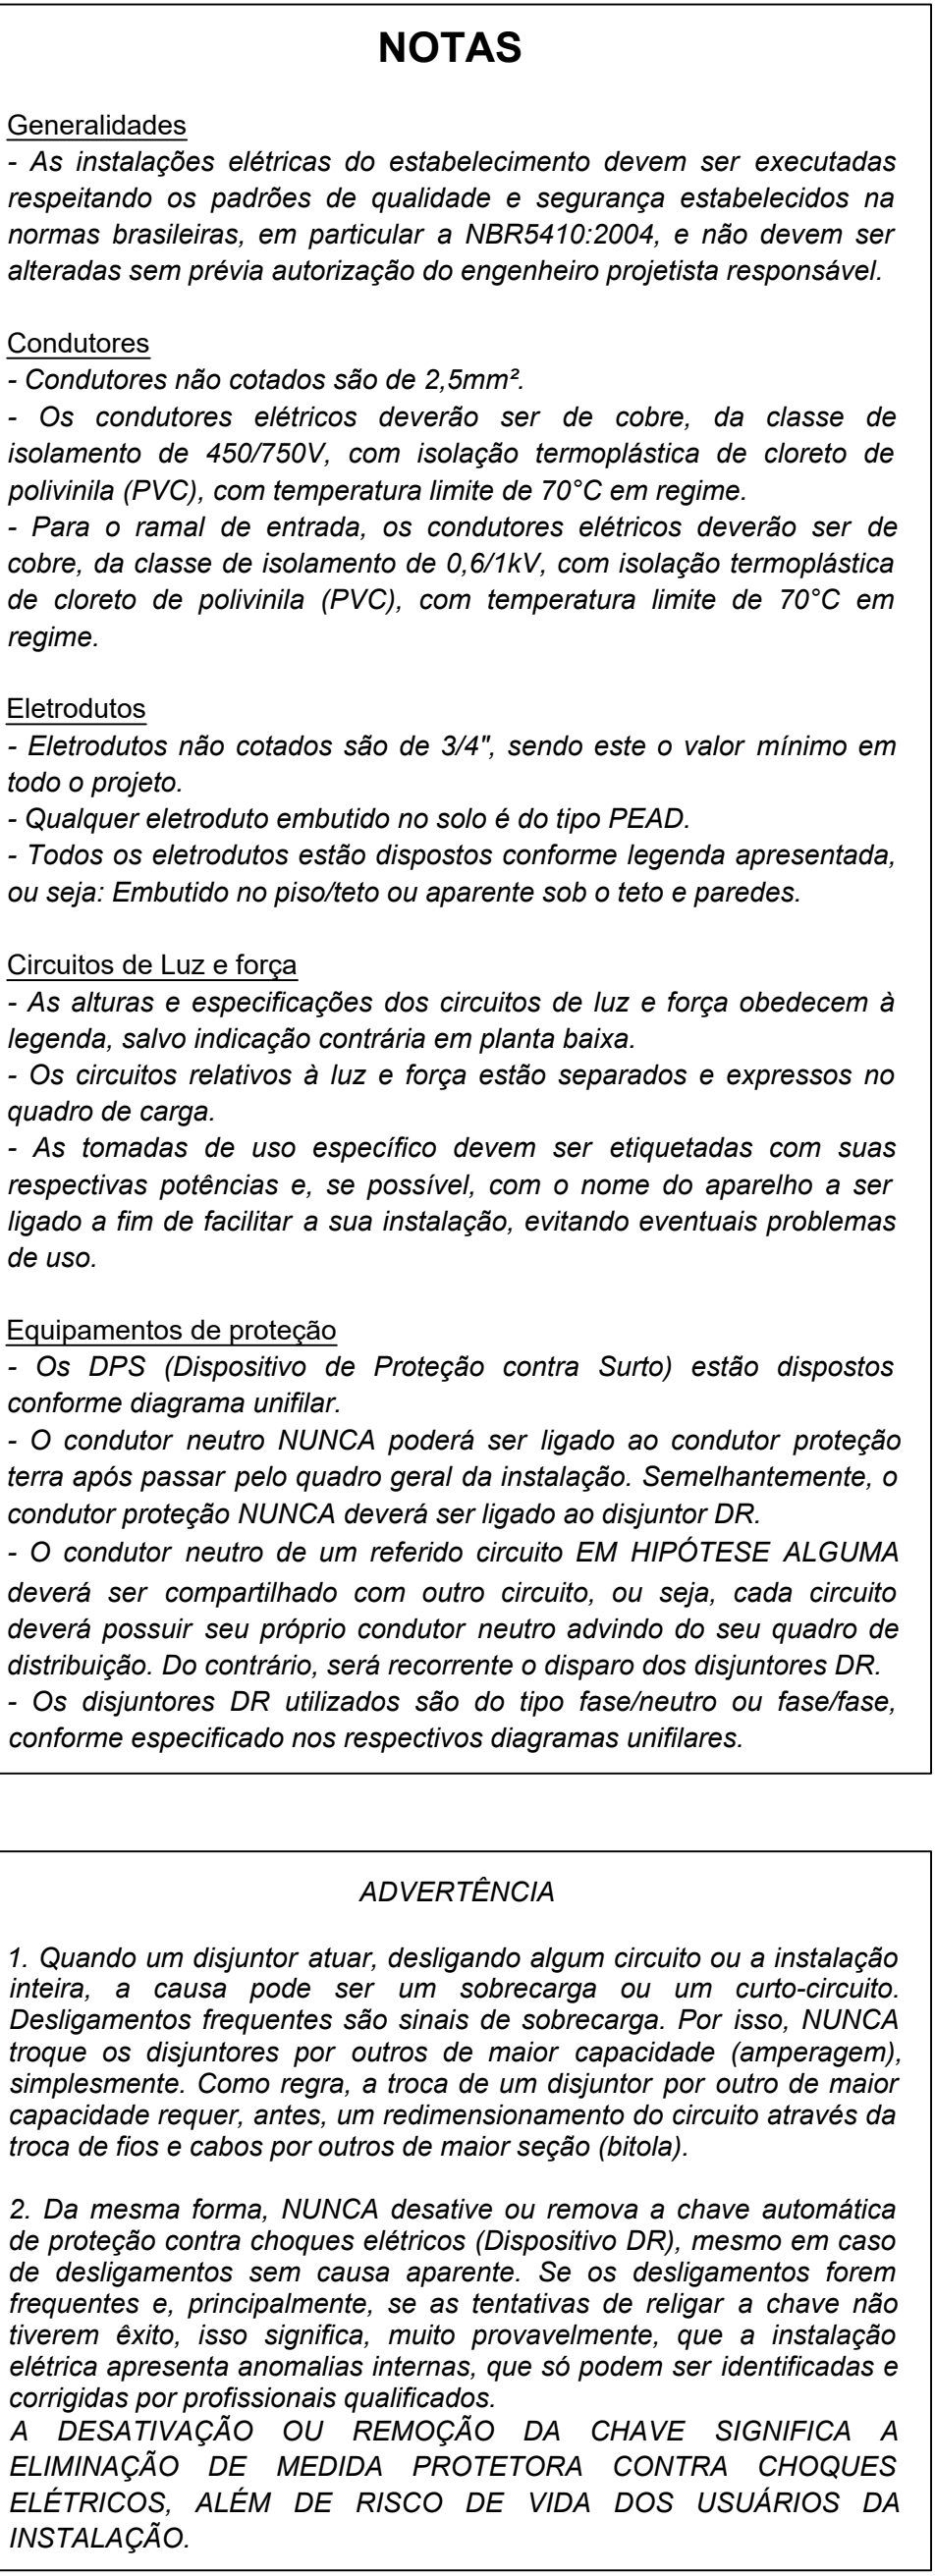 NOTAS
Generalidades
- As instalações elétricas do estabelecimento devem ser executadas
respeitando os padrões de qualidade e segurança estabelecidos na
normas brasileiras, em particular a NBR5410:2004, e não devem ser
alteradas sem prévia autorização do engenheiro projetista responsável.
Condutores
- Condutores não cotados são de 2,5mm².
- Os condutores elétricos deverão ser de cobre, da classe de
isolamento de 450/750V, com isolação termoplástica de cloreto de
polivinila (PVC), com temperatura limite de 70°C em regime.
- Para o ramal de entrada, os condutores elétricos deverão ser de
cobre, da classe de isolamento de 0,6/1kV, com isolação termoplástica
de cloreto de polivinila (PVC), com temperatura limite de 70°C em
regime.
Eletrodutos
- Eletrodutos não cotados são de 3/4", sendo este o valor mínimo em
todo o projeto.
- Qualquer eletroduto embutido no solo é do tipo PEAD.
- Todos os eletrodutos estão dispostos conforme legenda apresentada,
ou seja: Embutido no piso/teto ou aparente sob o teto e paredes.
Circuitos de Luz e força
- As alturas e especificações dos circuitos de luz e força obedecem à
legenda, salvo indicação contrária em planta baixa.
- Os circuitos relativos à luz e força estão separados e expressos no
quadro de carga.
- As tomadas de uso específico devem ser etiquetadas com suas
respectivas potências e, se possível, com o nome do aparelho a ser
ligado a fim de facilitar a sua instalação, evitando eventuais problemas
de uso.
Equipamentos de proteção
- Os DPS (Dispositivo de Proteção contra Surto) estão dispostos
conforme diagrama unifilar.
- O condutor neutro NUNCA poderá ser ligado ao condutor proteção
terra após passar pelo quadro geral da instalação. Semelhantemente, o
condutor proteção NUNCA deverá ser ligado ao disjuntor DR.
- O condutor neutro de um referido circuito EM HIPÓTESE ALGUMA
deverá ser compartilhado com outro circuito, ou seja, cada circuito
deverá possuir seu próprio condutor neutro advindo do seu quadro de
distribuição. Do contrário, será recorrente o disparo dos disjuntores DR.
- Os disjuntores DR utilizados são do tipo fase/neutro ou fase/fase,
conforme especificado nos respectivos diagramas unifilares.
ADVERTÊNCIA
1. Quando um disjuntor atuar, desligando algum circuito ou a instalação
inteira, a causa pode ser um sobrecarga ou um curto-circuito.
Desligamentos frequentes são sinais de sobrecarga. Por isso, NUNCA
troque os disjuntores por outros de maior capacidade (amperagem),
simplesmente. Como regra, a troca de um disjuntor por outro de maior
capacidade requer, antes, um redimensionamento do circuito através da
troca de fios e cabos por outros de maior seção (bitola).
2. Da mesma forma, NUNCA desative ou remova a chave automática
de proteção contra choques elétricos (Dispositivo DR), mesmo em caso
de desligamentos sem causa aparente. Se os desligamentos forem
frequentes e, principalmente, se as tentativas de religar a chave não
tiverem êxito, isso significa, muito provavelmente, que a instalação
elétrica apresenta anomalias internas, que só podem ser identificadas e
corrigidas por profissionais qualificados.
A DESATIVAÇÃO OU REMOÇÃO DA CHAVE SIGNIFICA A
ELIMINAÇÃO DE MEDIDA PROTETORA CONTRA CHOQUES
ELÉTRICOS, ALÉM DE RISCO DE VIDA DOS USUÁRIOS DA
INSTALAÇÃO.